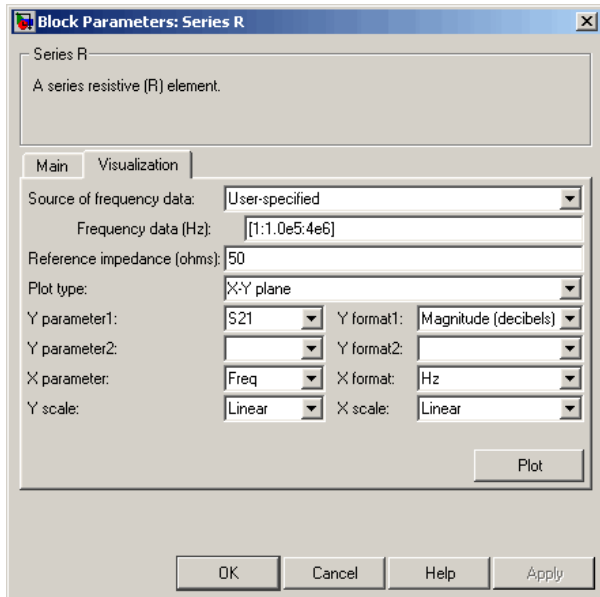 Block Parameters: Series R
Series R
A series resistive (R) element.
Main Visualization
Source of frequency data: User-specified
Frequency data (Hz): [1:1.0e5:4e6]
Reference impedance (ohms): 50
Plot type: X-Y plane
Y parameter1: S21 Y format1: Magnitude (decibels)
Y parameter2: Y format2:
X parameter: Freq X format: Hz
Y scale: Linear X scale: Linear
Plot
OK Cancel Help Apply